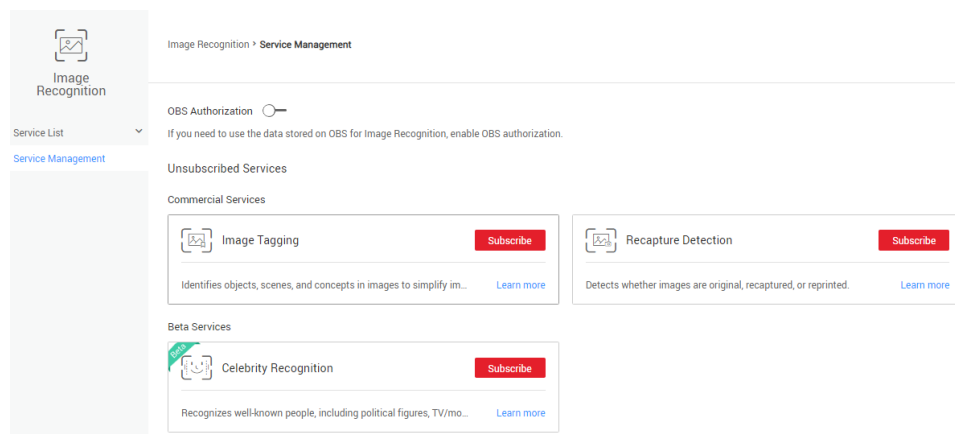 Image
Recognition
Service List
Service Management
Image Recognition > Service Management
OBS Authorization
If you need to use the data stored on OBS for Image Recognition, enable OBS authorization.
Unsubscribed Services
Commercial Services
Image Tagging
Subscribe
Identifies objects, scenes, and concepts in images to simplify im...
Learn more
Recapture Detection
Subscribe
Detects whether images are original, recaptured, or reprinted.
Learn more
Beta Services
Beta
Celebrity Recognition
Subscribe
Recognizes well-known people, including political figures, TV/mo...
Learn more